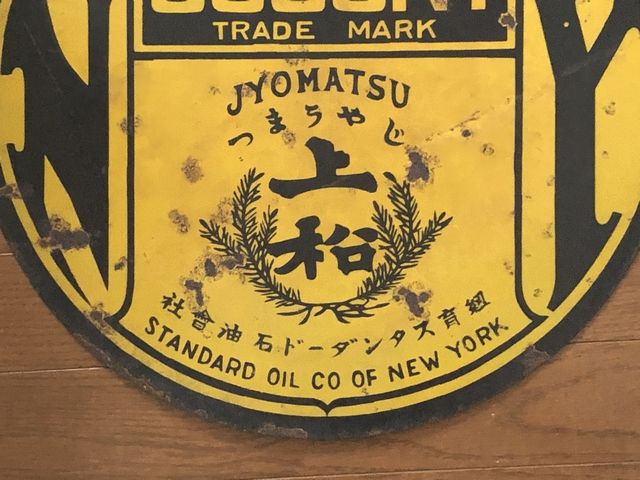 SOCONY
TRADE MARK
JYOMATSU
じやうまつ
上
松
紐育スタンダード石油會社
STANDARD OIL CO OF NEW YORK